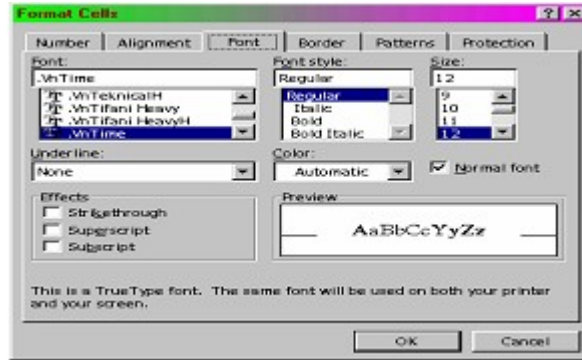 Format Cells
Number Alignment Font Border Patterns Protection
Font: Font style: Size:
.VnTime Regular 12
.VnTeknicalH Regular 9
.VnTifani Heavy Italic 10
.VnTifani HeavyH Bold 11
.VnTime Bold Italic 12
Underline: Color:
None Automatic Normal font
Effects Preview
Strikethrough
Superscript AaBbCcYyZz
Subscript
This is a TrueType font. The same font will be used on both your printer
and your screen.
OK Cancel